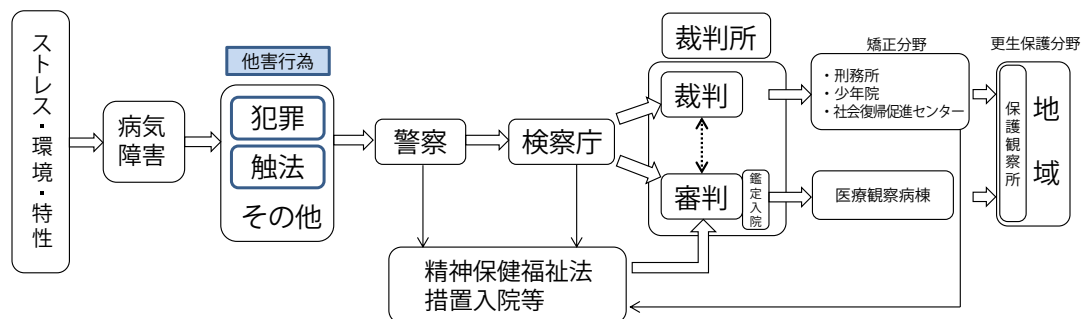 ストレス・環境・特性
病気
障害
他害行為
犯罪
触法
その他
警察
検察庁
精神保健福祉法
措置入院等
裁判所
裁判
審判
鑑定入院
矯正分野
・刑務所
・少年院
・社会復帰促進センター
医療観察病棟
更生保護分野
保護観察所
地域